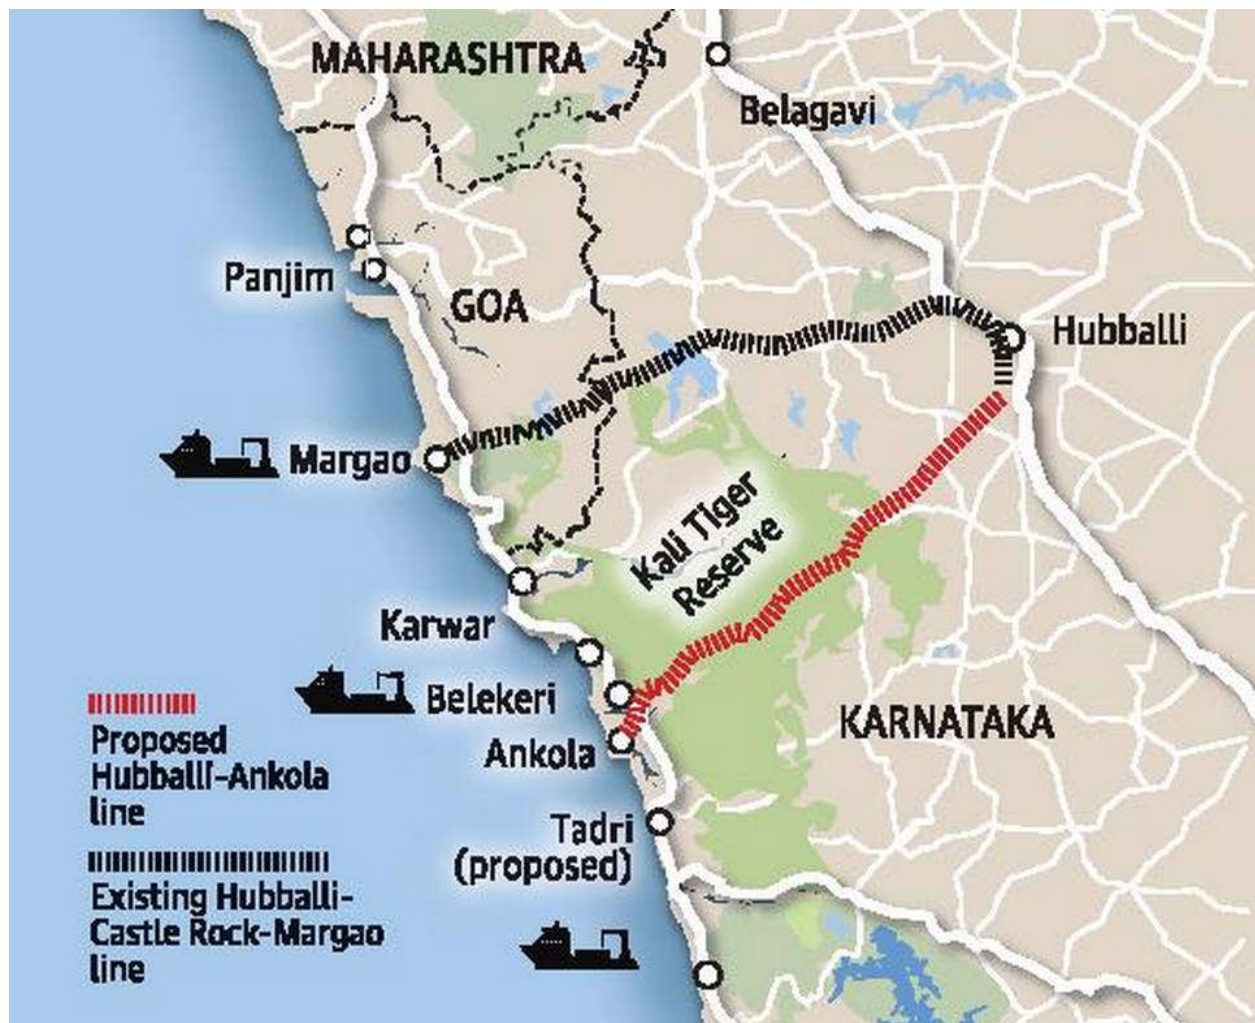 MAHARASHTRA
Belagavi
Panjim
GOA
Hubballi
Margao
Kali Tiger
Reserve
Karwar
Belekeri
KARNATAKA
Ankola
Proposed
Hubballi-Ankola
line
Tadri
(proposed)
Existing Hubballi-
Castle Rock-Margao
line